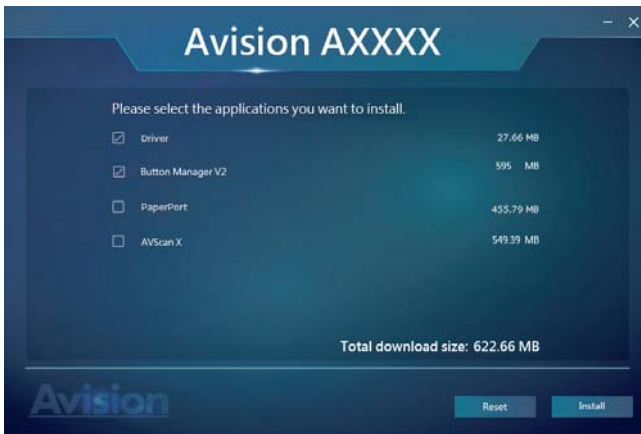 Avision AXXXX
Please select the applications you want to install.
Driver 27.66 MB
Button Manager V2 595 MB
PaperPort 455.79 MB
AVScan X 549.39 MB
Total download size: 622.66 MB
Avision
Reset Install